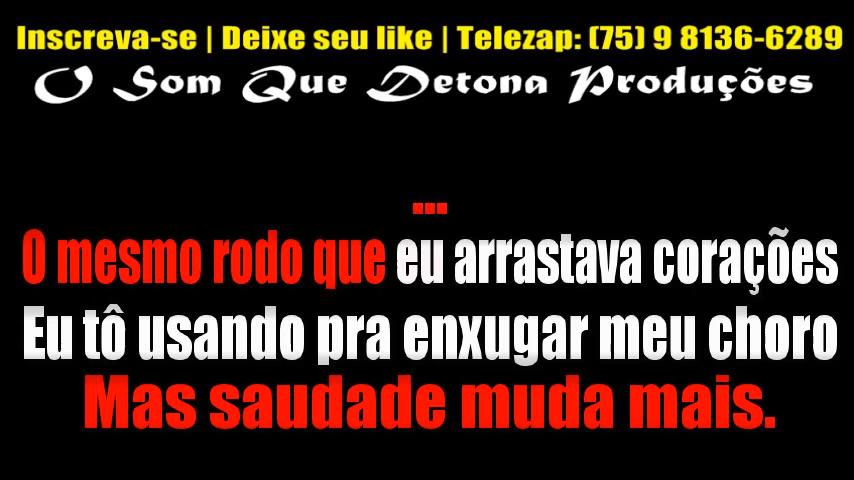 Inscreva-se | Deixe seu like | Telezap: (75) 9 8136-6289
O Som Que Detona Produções
...
O mesmo rodo que eu arrastava corações
Eu tô usando pra enxugar meu choro
Mas saudade muda mais.